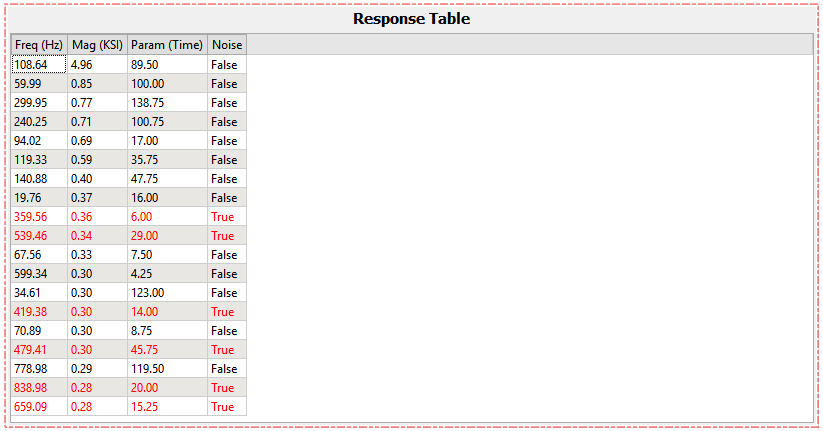 Response Table
Freq (Hz) Mag (KSI) Param (Time) Noise
108.64 4.96 89.50 False
59.99 0.85 100.00 False
299.95 0.77 138.75 False
240.25 0.71 100.75 False
94.02 0.69 17.00 False
119.33 0.59 35.75 False
140.88 0.40 47.75 False
19.76 0.37 16.00 False
359.56 0.36 6.00 True
539.46 0.34 29.00 True
67.56 0.33 7.50 False
599.34 0.30 4.25 False
34.61 0.30 123.00 False
419.38 0.30 14.00 True
70.89 0.30 8.75 False
479.41 0.30 45.75 True
778.98 0.29 119.50 False
838.98 0.28 20.00 True
659.09 0.28 15.25 True